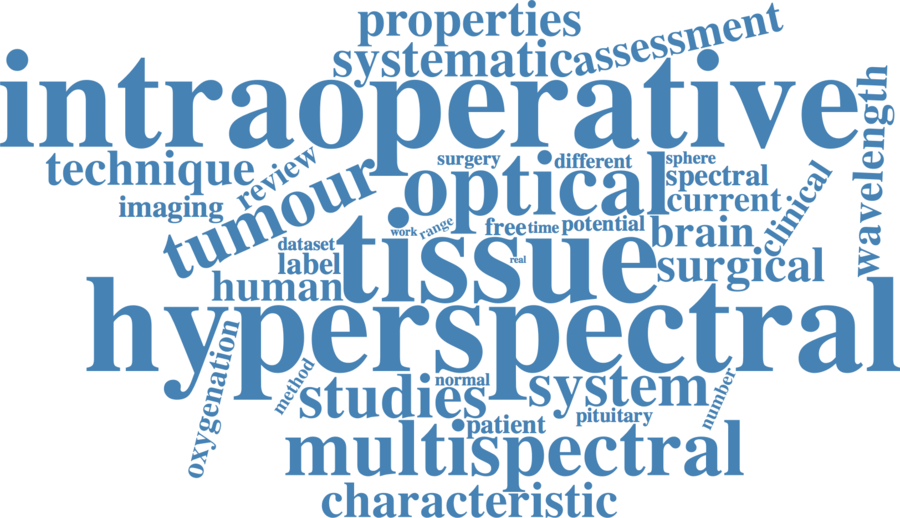 properties
systematic
assessment
intraoperative
wavelength
technique
review
surgery
different
sphere
tumour
optical
spectral
imaging
current
clinical
work
range
free
time
potential
brain
dataset
tissue
real
label
surgical
human
hyperspectral
oxygenation
method
studies
normal
system
number
pituitary
patient
multispectral
characteristic